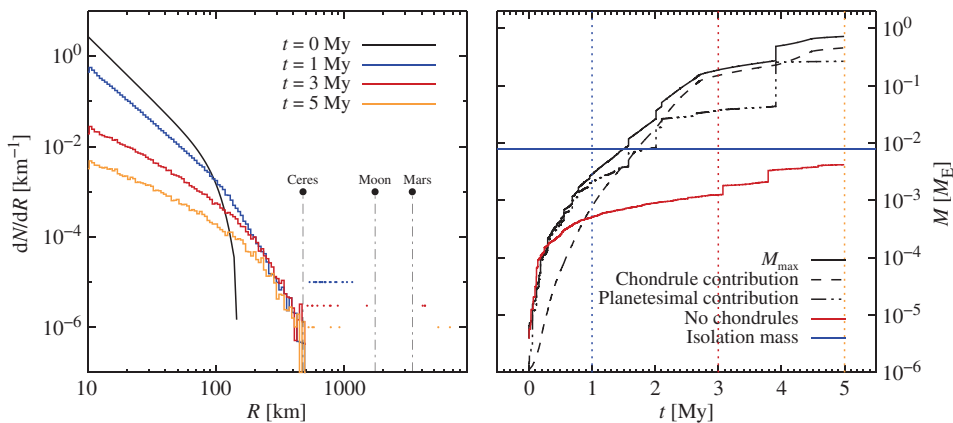 10^0
10^-2
10^-4
10^-6
dN/dR [km^-1]
10
100
1000
R [km]
t = 0 My
t = 1 My
t = 3 My
t = 5 My
Ceres
Moon
Mars
10^0
10^-1
10^-2
10^-3
10^-4
10^-5
10^-6
M [M_E]
0
1
2
3
4
5
t [My]
M_max
Chondrule contribution
Planetesimal contribution
No chondrules
Isolation mass